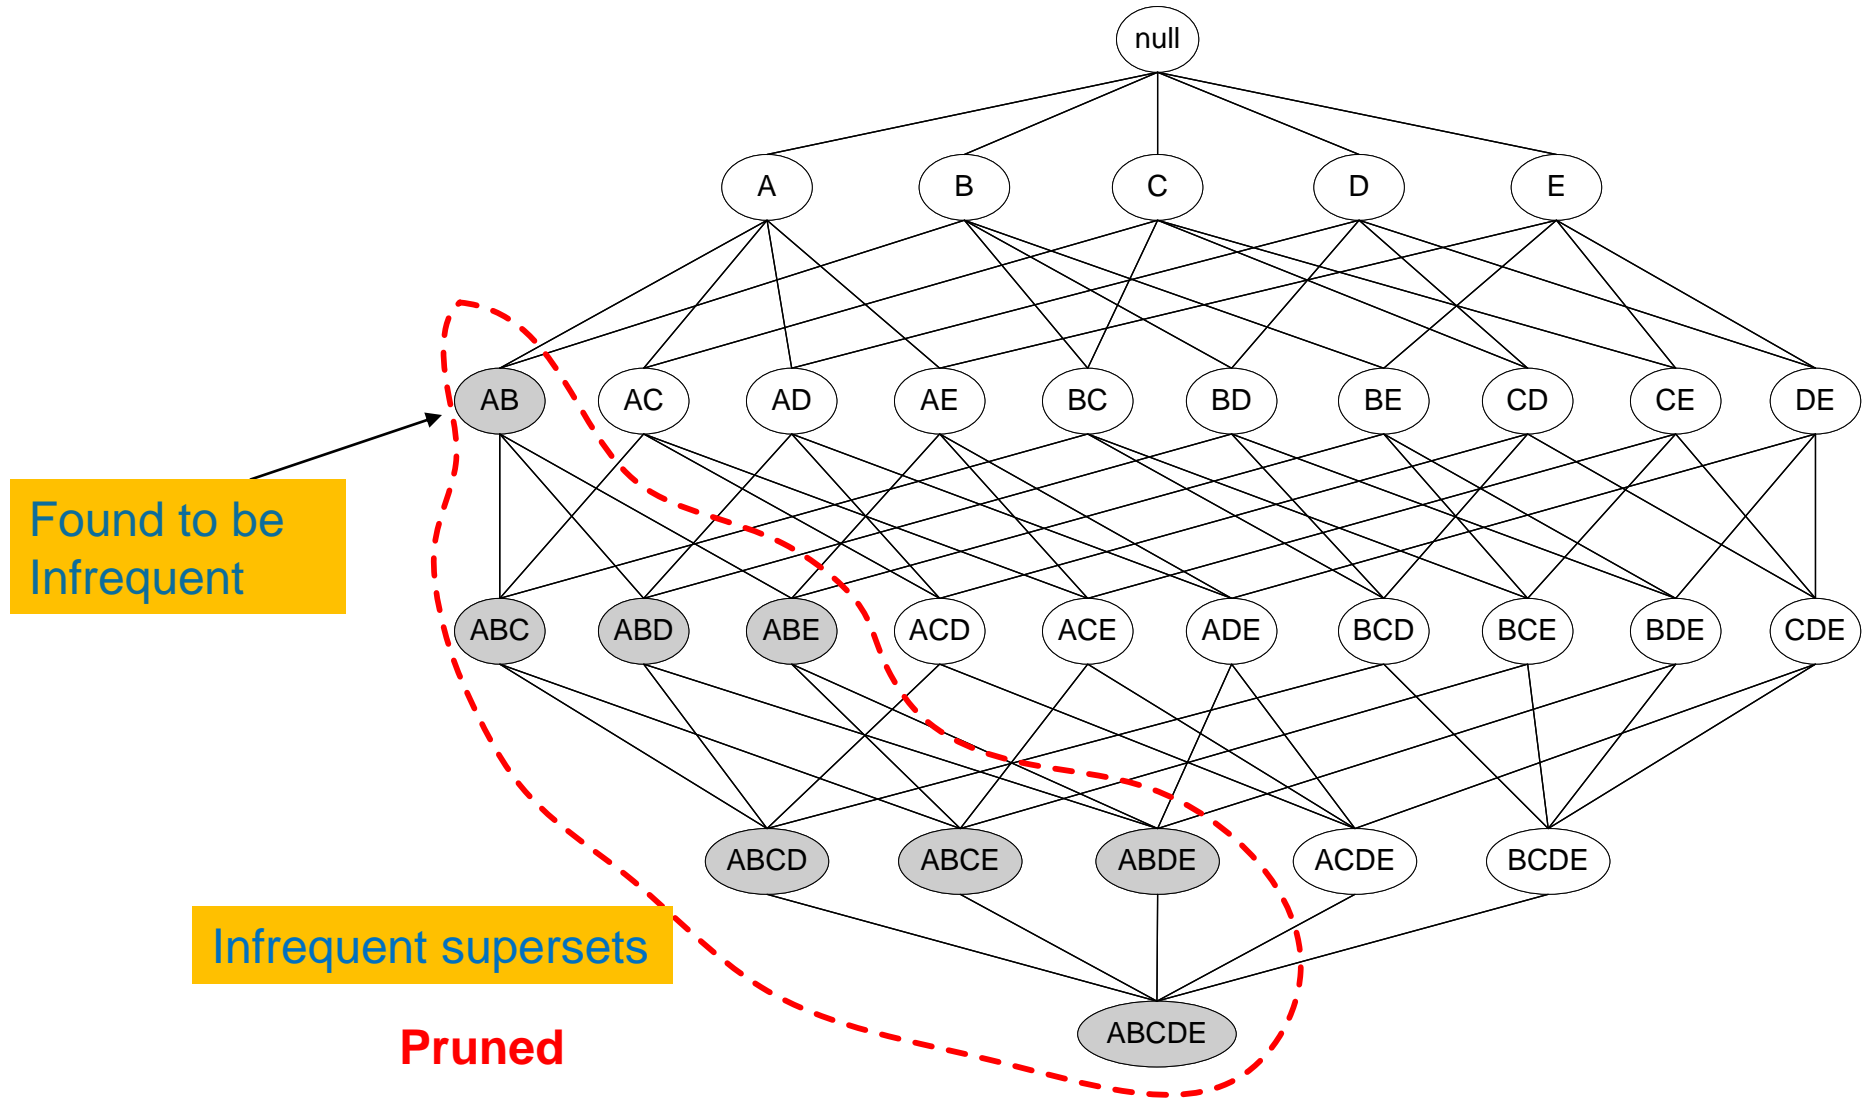 null
A B C D E
AB AC AD AE BC BD BE CD CE DE
Found to be
Infrequent
ABC ABD ABE ACD ACE ADE BCD BCE BDE CDE
ABCD ABCE ABDE ACDE BCDE
Infrequent supersets
ABCDE
Pruned